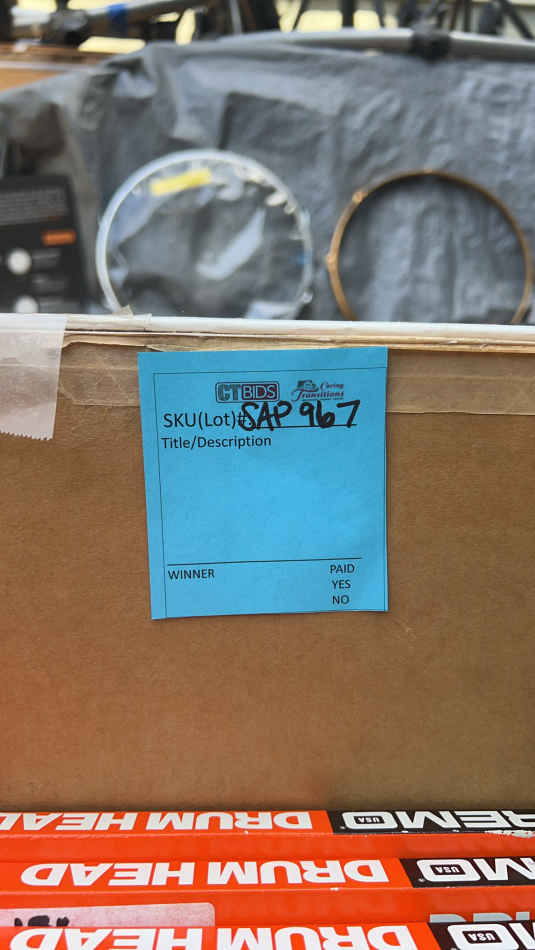 CTBIDS Caring Transitions
SKU(Lot)#: SAP 967
Title/Description
WINNER PAID
YES
NO
REMO USA DRUM HEAD
REMO USA DRUM HEAD
REMO USA DRUM HEAD